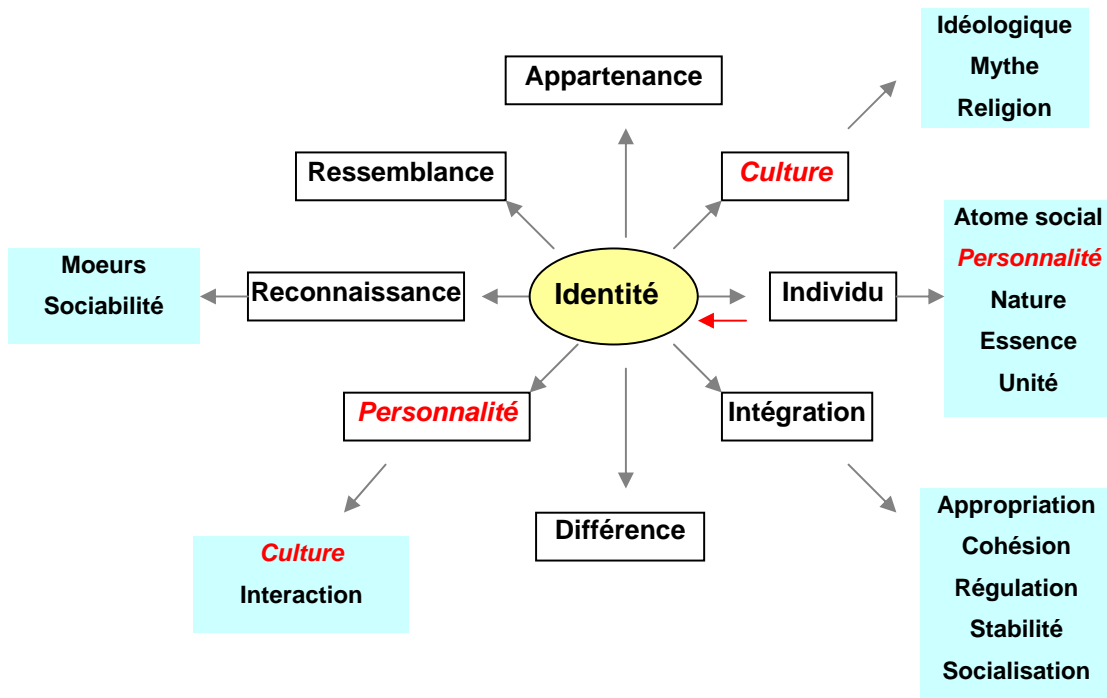 Idéologique
Mythe
Religion
Appartenance
Culture
Ressemblance
Atome social
Personnalité
Nature
Essence
Unité
Moeurs
Sociabilité
Reconnaissance
Identité
Individu
Personnalité
Intégration
Différence
Culture
Interaction
Appropriation
Cohésion
Régulation
Stabilité
Socialisation